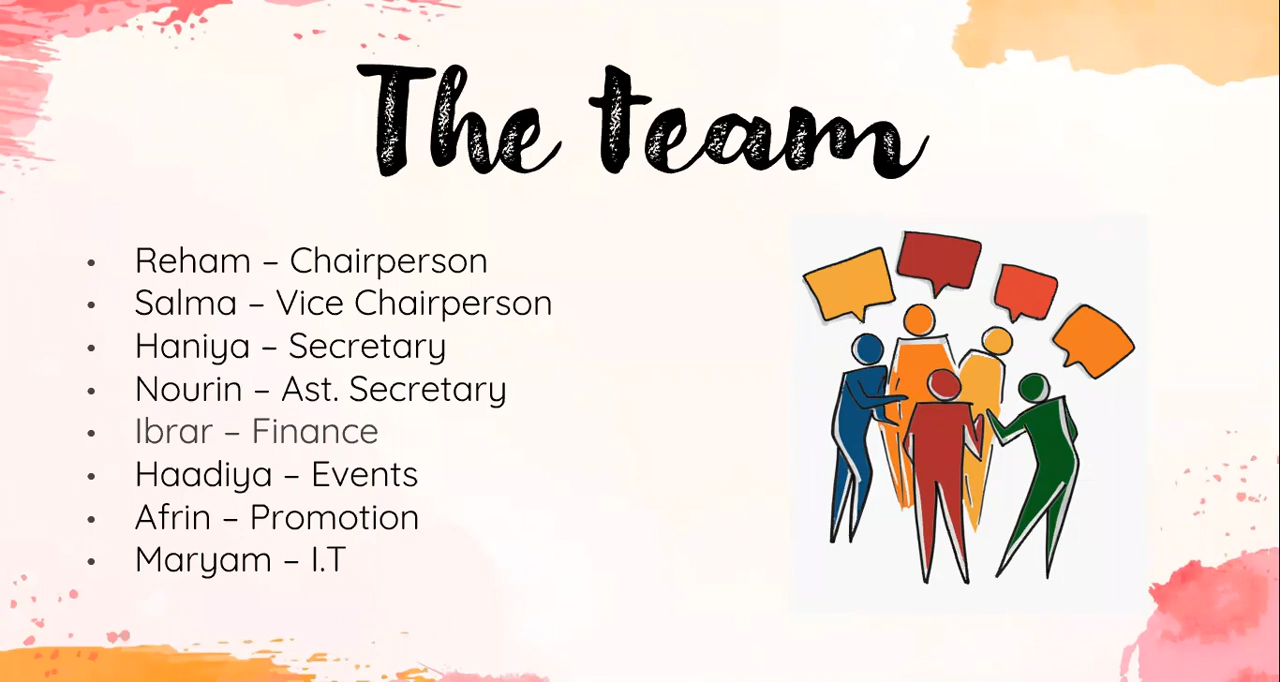 The team
• Reham – Chairperson
• Salma – Vice Chairperson
• Haniya – Secretary
• Nourin – Ast. Secretary
• Ibrar – Finance
• Haadiya – Events
• Afrin – Promotion
• Maryam – I.T